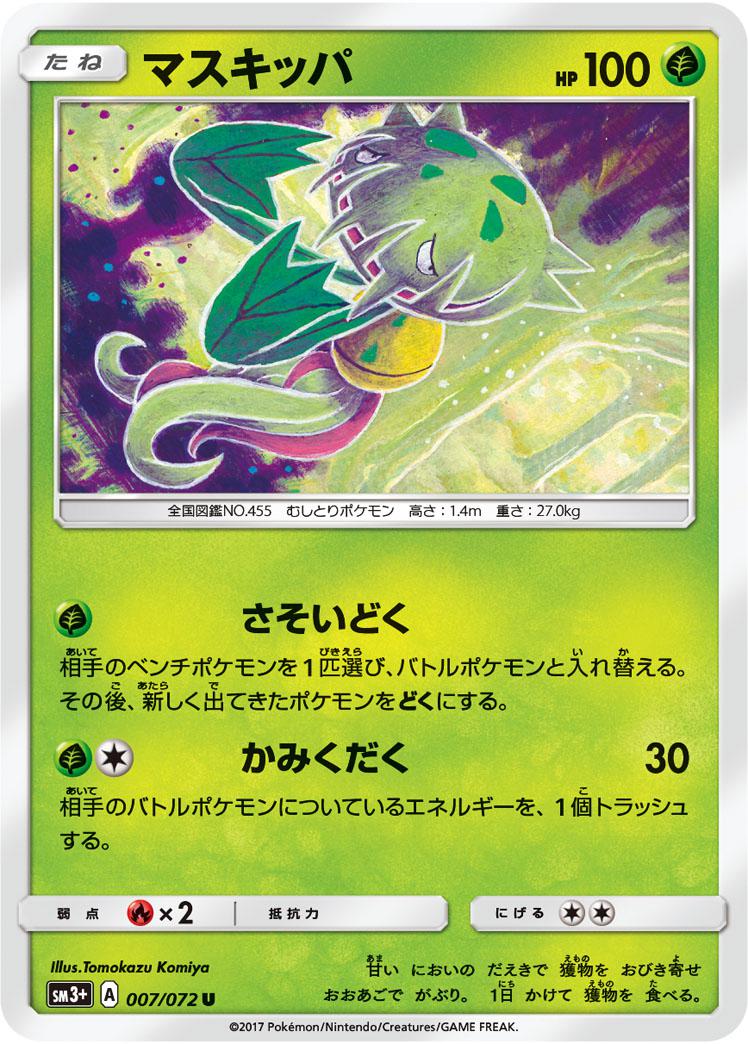 たね マスキッパ HP 100
全国図鑑NO.455 むしとりポケモン 高さ：1.4m 重さ：27.0kg
さそいどく
相手のベンチポケモンを1匹選び、バトルポケモンと入れ替える。
その後、新しく出てきたポケモンをどくにする。
かみくだく 30
相手のバトルポケモンについているエネルギーを、1個トラッシュ
する。
弱点 ×2 抵抗力 にげる
Illus.Tomokazu Komiya
甘い においの だえきで 獲物を おびき寄せ
おおあごで がぶり。 1日 かけて 獲物を 食べる。
SM3+ A 007/072 U
©2017 Pokémon/Nintendo/Creatures/GAME FREAK.